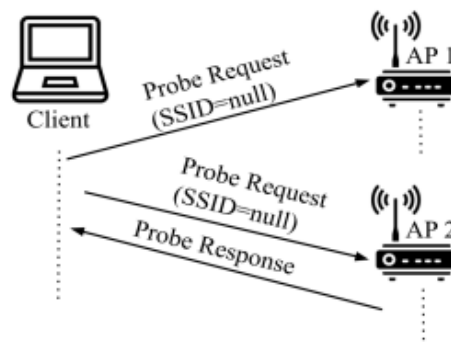 AP 1
Probe Request
(SSID=null)
Client
Probe Request
(SSID=null)
AP 2
Probe Response